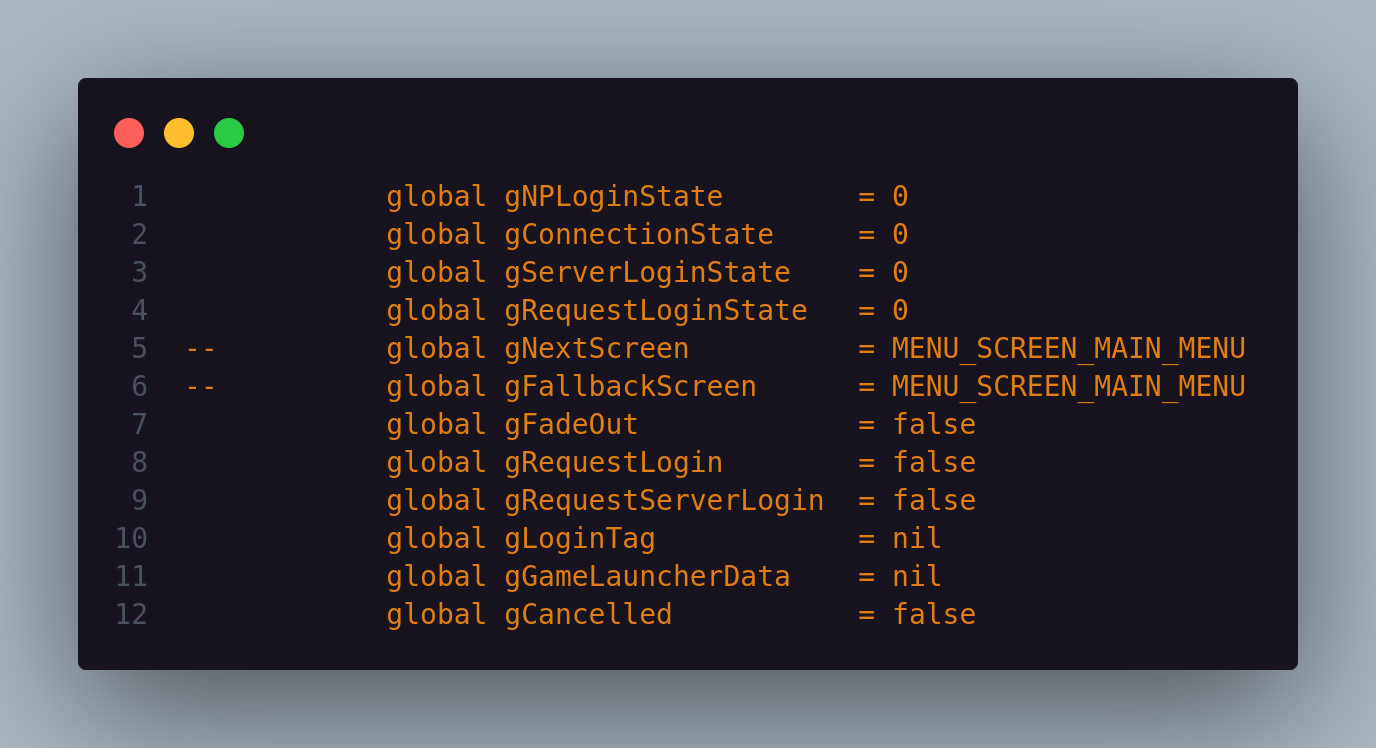 1 global gNPLoginState = 0
2 global gConnectionState = 0
3 global gServerLoginState = 0
4 global gRequestLoginState = 0
5 -- global gNextScreen = MENU_SCREEN_MAIN_MENU
6 -- global gFallbackScreen = MENU_SCREEN_MAIN_MENU
7 global gFadeOut = false
8 global gRequestLogin = false
9 global gRequestServerLogin = false
10 global gLoginTag = nil
11 global gGameLauncherData = nil
12 global gCancelled = false